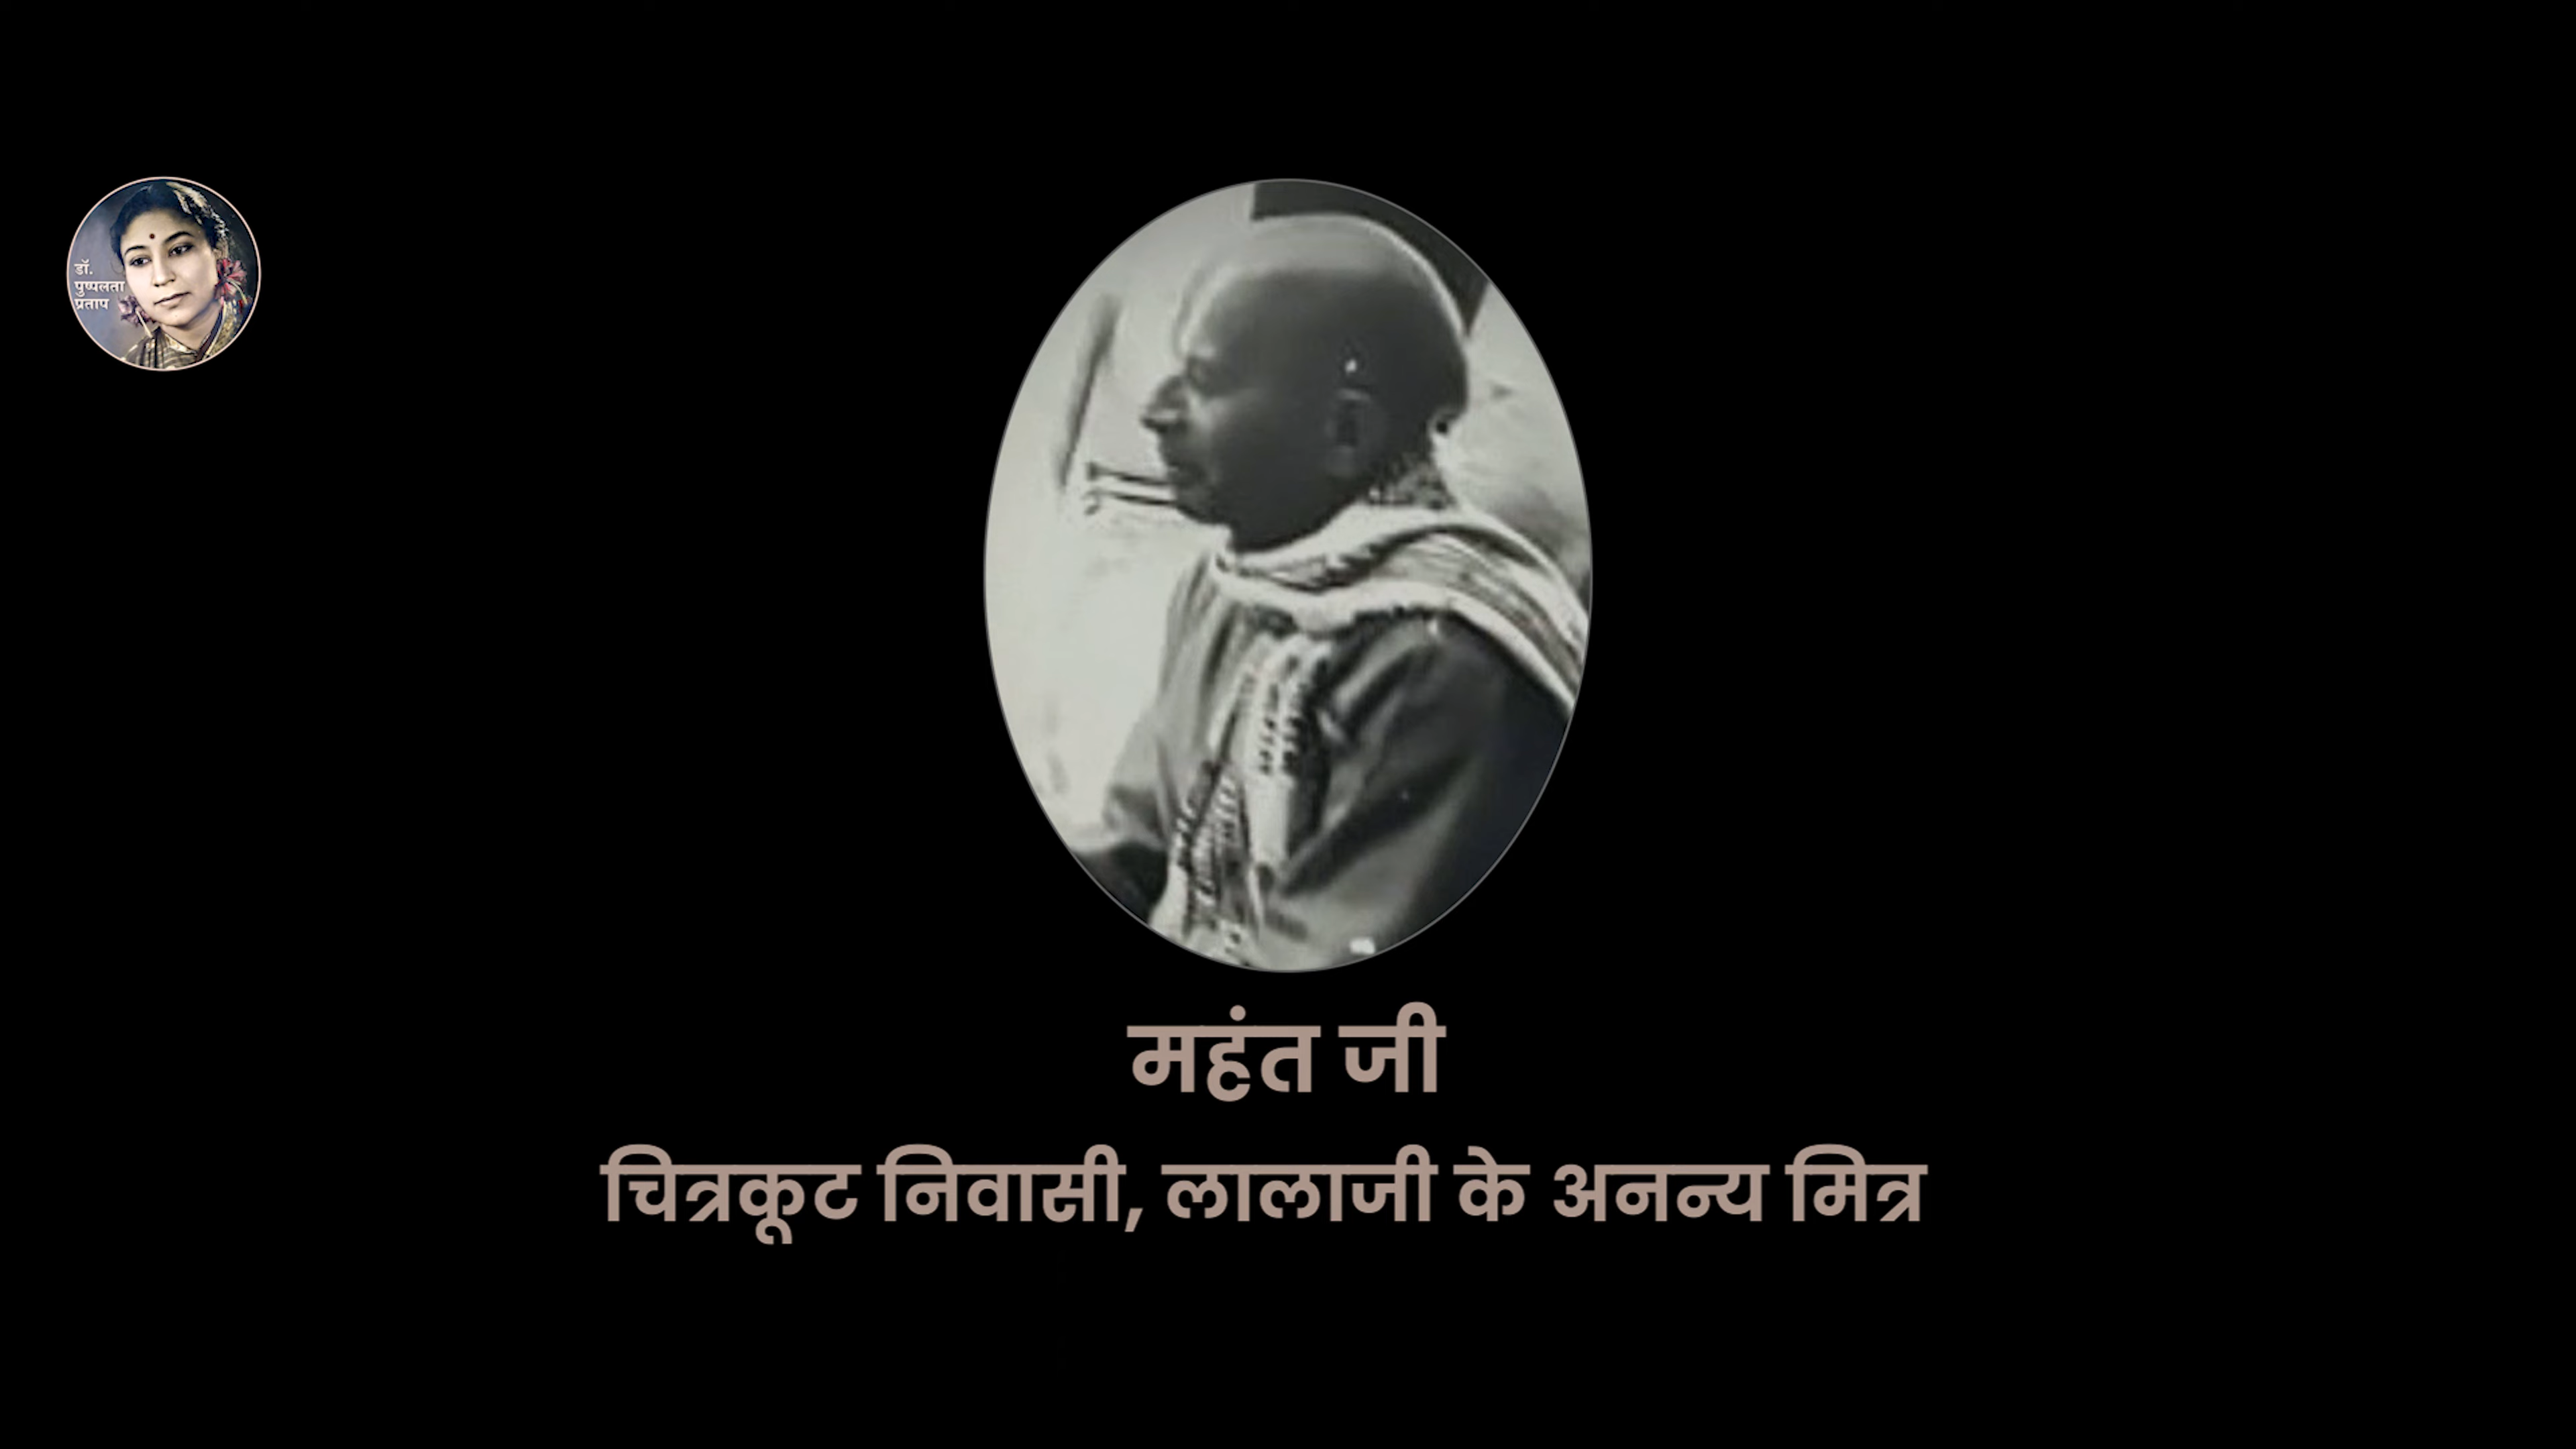 डॉ.
पुष्पलता
प्रताप
महंत जी
चित्रकूट निवासी, लालाजी के अनन्य मित्र